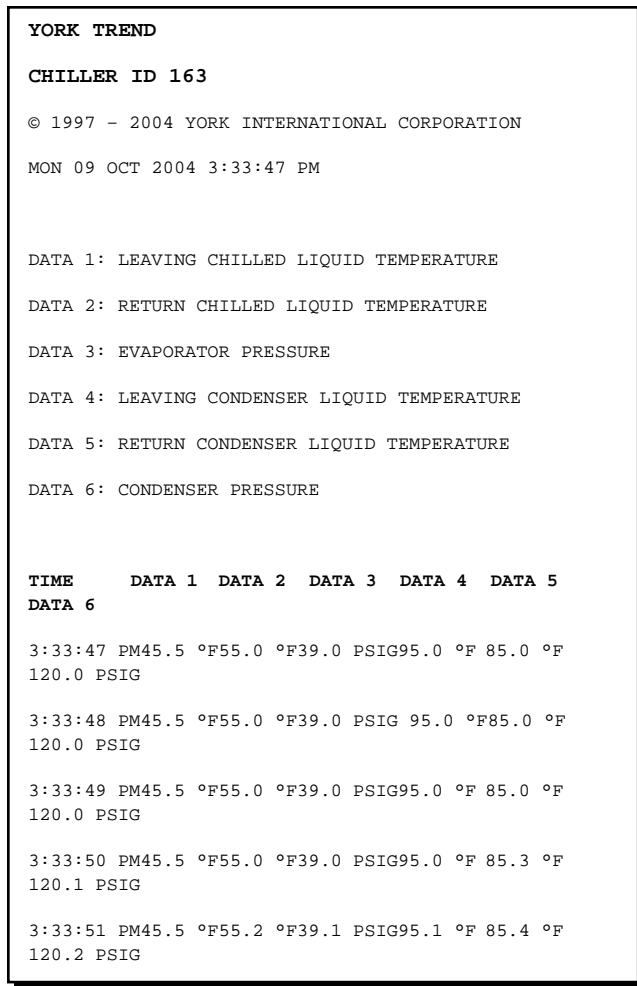 YORK TREND
CHILLER ID 163
© 1997 – 2004 YORK INTERNATIONAL CORPORATION
MON 09 OCT 2004 3:33:47 PM
DATA 1: LEAVING CHILLED LIQUID TEMPERATURE
DATA 2: RETURN CHILLED LIQUID TEMPERATURE
DATA 3: EVAPORATOR PRESSURE
DATA 4: LEAVING CONDENSER LIQUID TEMPERATURE
DATA 5: RETURN CONDENSER LIQUID TEMPERATURE
DATA 6: CONDENSER PRESSURE
TIME DATA 1 DATA 2 DATA 3 DATA 4 DATA 5
DATA 6
3:33:47 PM45.5 °F55.0 °F39.0 PSIG95.0 °F 85.0 °F
120.0 PSIG
3:33:48 PM45.5 °F55.0 °F39.0 PSIG 95.0 °F85.0 °F
120.0 PSIG
3:33:49 PM45.5 °F55.0 °F39.0 PSIG95.0 °F 85.0 °F
120.0 PSIG
3:33:50 PM45.5 °F55.0 °F39.0 PSIG95.0 °F 85.3 °F
120.1 PSIG
3:33:51 PM45.5 °F55.2 °F39.1 PSIG95.1 °F 85.4 °F
120.2 PSIG